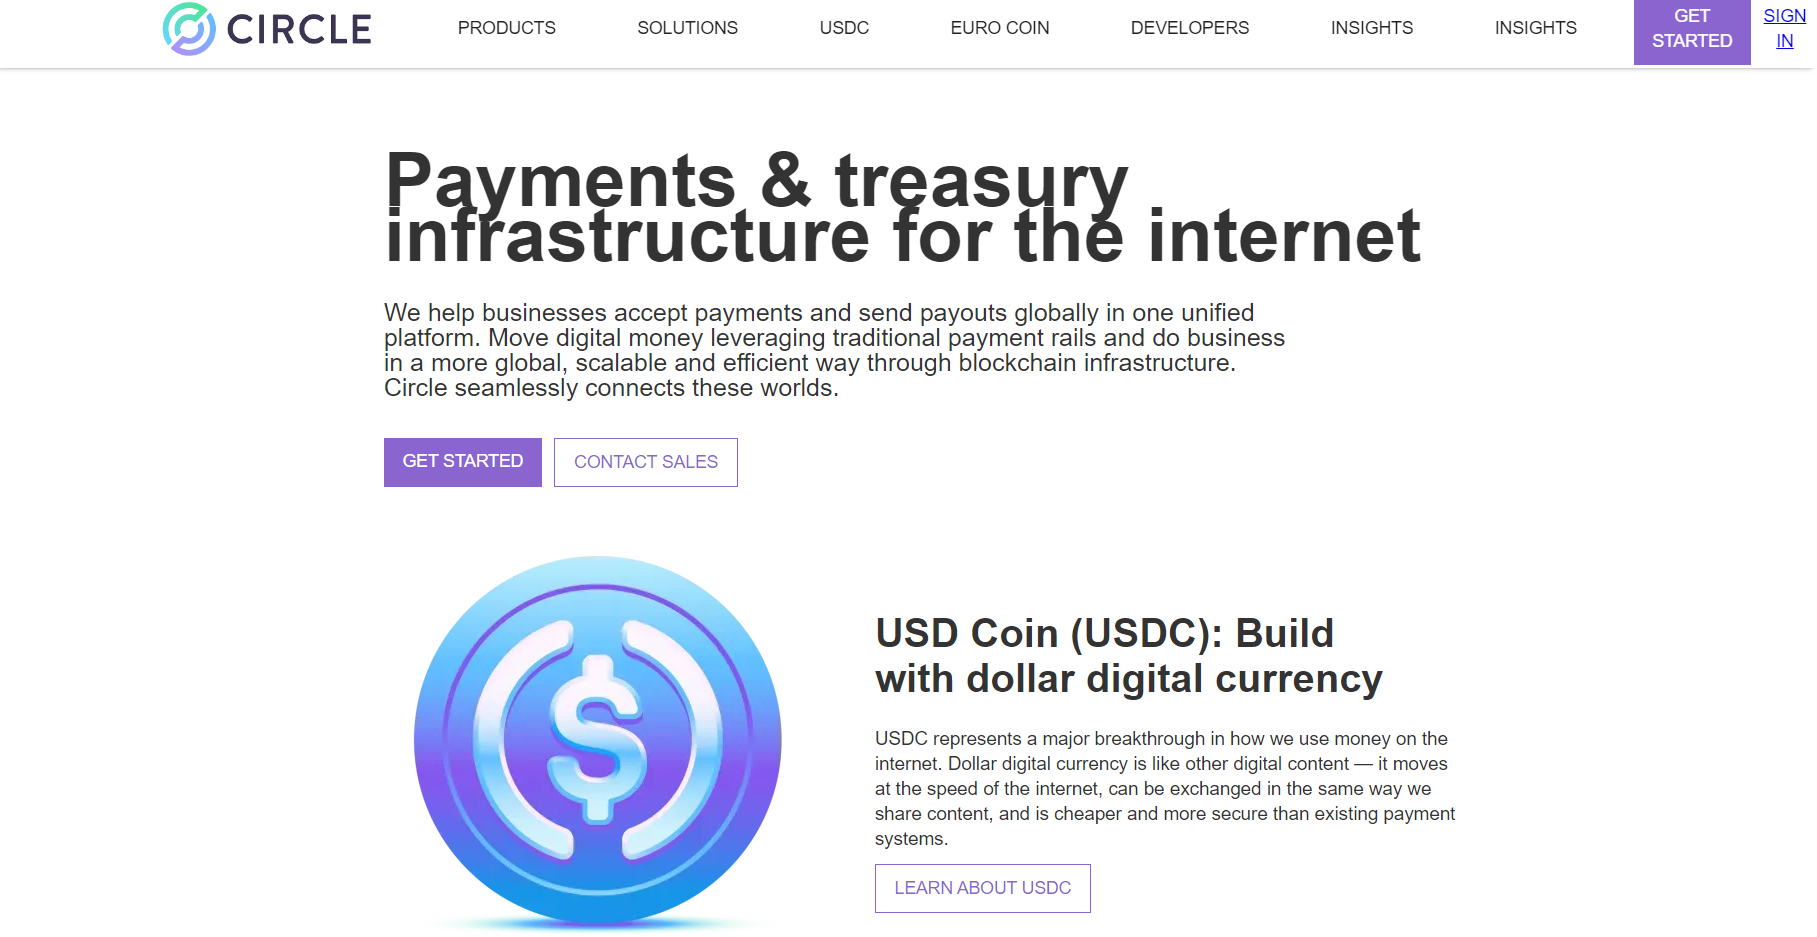 CIRCLE
PRODUCTS
SOLUTIONS
USDC
EURO COIN
DEVELOPERS
INSIGHTS
INSIGHTS
GET
STARTED
SIGN
IN
Payments & treasury
infrastructure for the internet
We help businesses accept payments and send payouts globally in one unified
platform. Move digital money leveraging traditional payment rails and do business
in a more global, scalable and efficient way through blockchain infrastructure.
Circle seamlessly connects these worlds.
GET STARTED
CONTACT SALES
$
USD Coin (USDC): Build
with dollar digital currency
USDC represents a major breakthrough in how we use money on the
internet. Dollar digital currency is like other digital content — it moves
at the speed of the internet, can be exchanged in the same way we
share content, and is cheaper and more secure than existing payment
systems.
LEARN ABOUT USDC